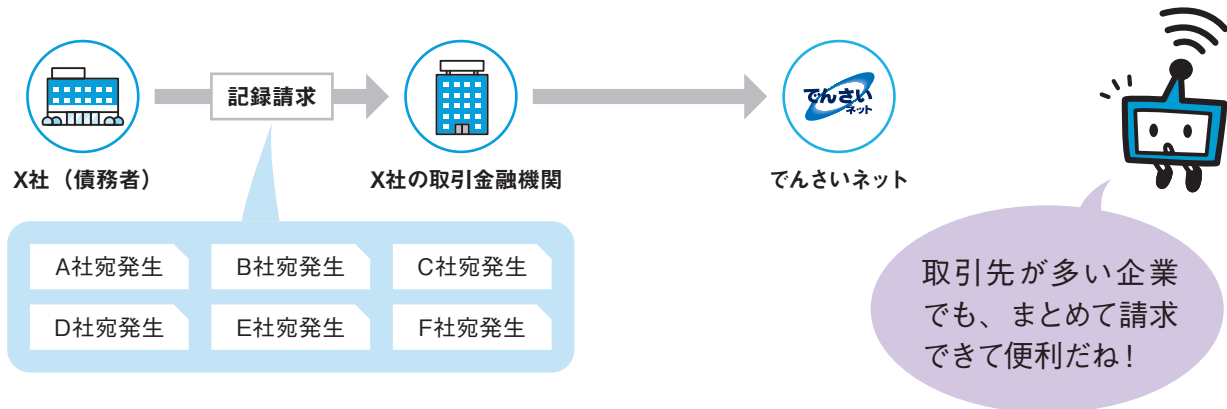 記録請求
でんさい
ネット
X社（債務者）
X社の取引金融機関
でんさいネット
A社宛発生
B社宛発生
C社宛発生
D社宛発生
E社宛発生
F社宛発生
取引先が多い企業
でも、まとめて請求
できて便利だね！